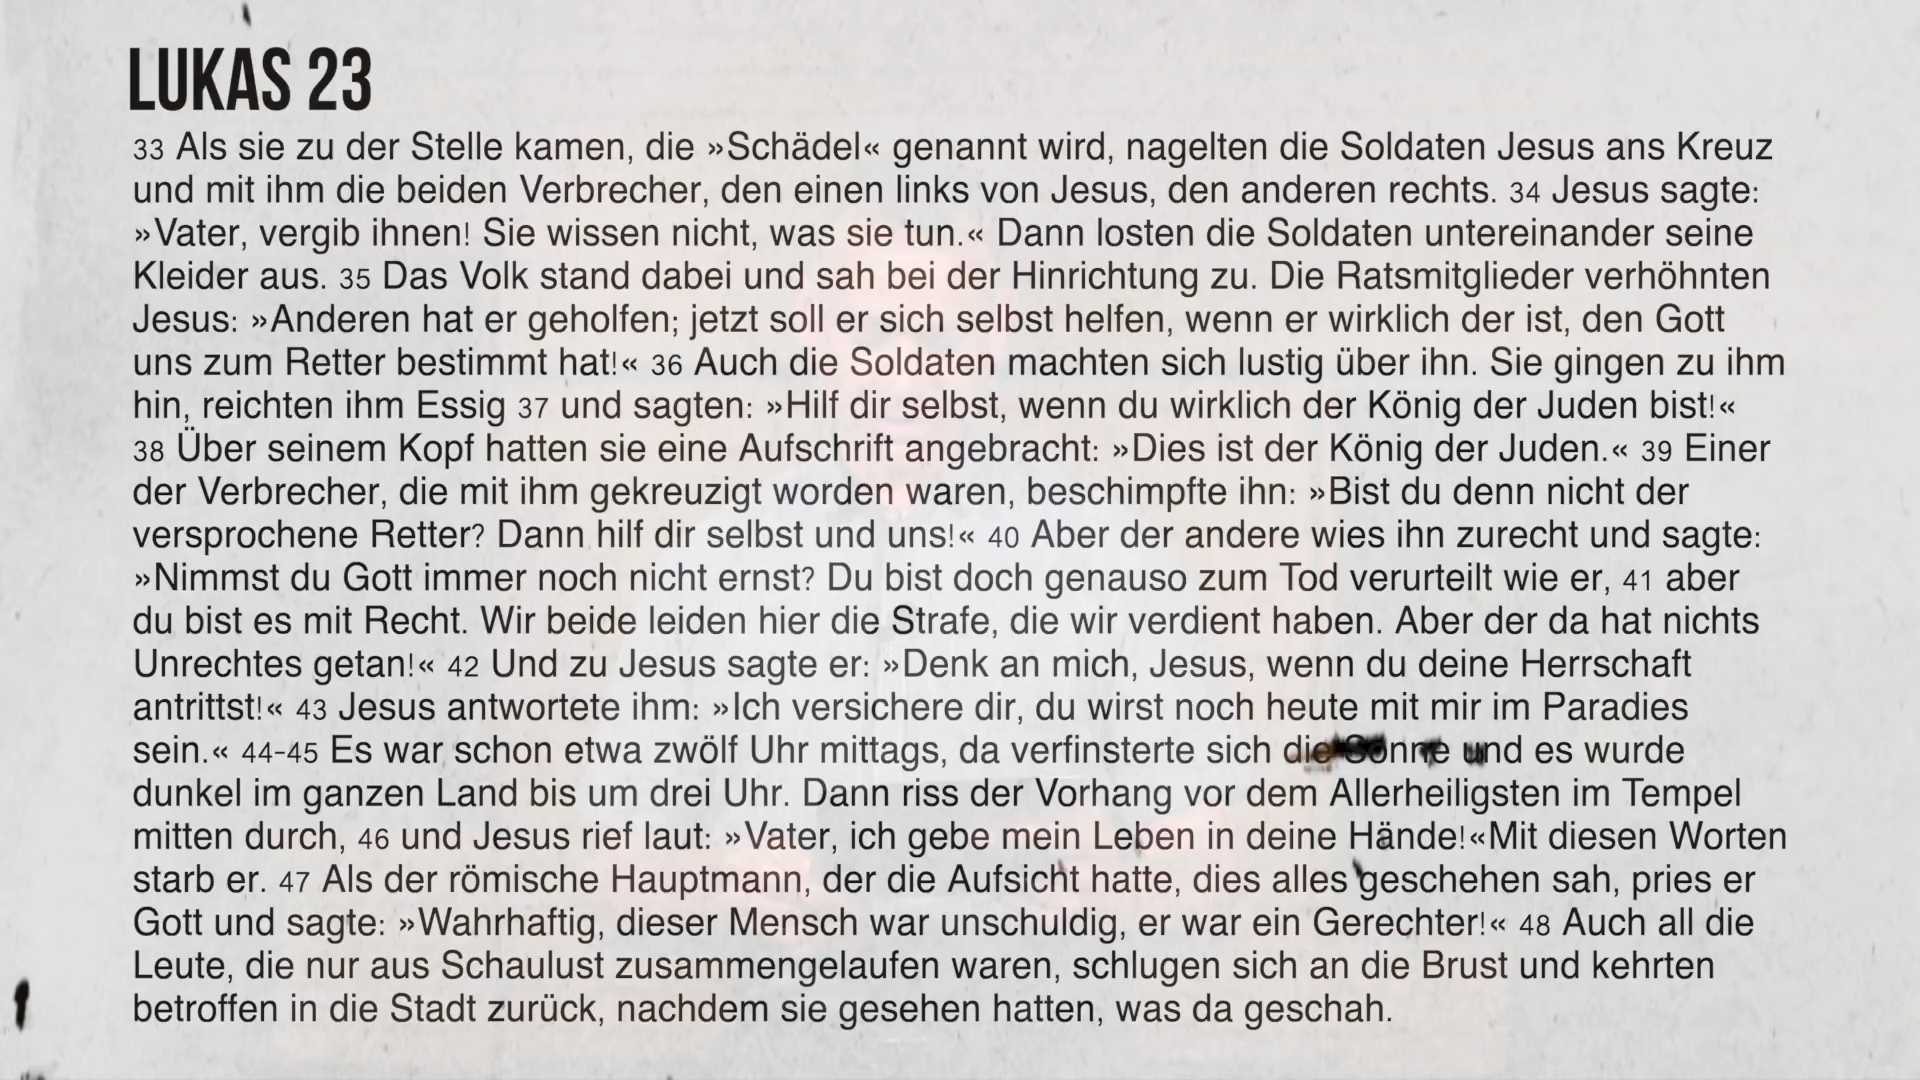 LUKAS 23
33 Als sie zu der Stelle kamen, die »Schädel« genannt wird, nagelten die Soldaten Jesus ans Kreuz
und mit ihm die beiden Verbrecher, den einen links von Jesus, den anderen rechts. 34 Jesus sagte:
»Vater, vergib ihnen! Sie wissen nicht, was sie tun.« Dann losten die Soldaten untereinander seine
Kleider aus. 35 Das Volk stand dabei und sah bei der Hinrichtung zu. Die Ratsmitglieder verhöhnten
Jesus: »Anderen hat er geholfen; jetzt soll er sich selbst helfen, wenn er wirklich der ist, den Gott
uns zum Retter bestimmt hat!« 36 Auch die Soldaten machten sich lustig über ihn. Sie gingen zu ihm
hin, reichten ihm Essig 37 und sagten: »Hilf dir selbst, wenn du wirklich der König der Juden bist!«
38 Über seinem Kopf hatten sie eine Aufschrift angebracht: »Dies ist der König der Juden.« 39 Einer
der Verbrecher, die mit ihm gekreuzigt worden waren, beschimpfte ihn: »Bist du denn nicht der
versprochene Retter? Dann hilf dir selbst und uns!« 40 Aber der andere wies ihn zurecht und sagte:
»Nimmst du Gott immer noch nicht ernst? Du bist doch genauso zum Tod verurteilt wie er, 41 aber
du bist es mit Recht. Wir beide leiden hier die Strafe, die wir verdient haben. Aber der da hat nichts
Unrechtes getan!« 42 Und zu Jesus sagte er: »Denk an mich, Jesus, wenn du deine Herrschaft
antrittst!« 43 Jesus antwortete ihm: »Ich versichere dir, du wirst noch heute mit mir im Paradies
sein.« 44-45 Es war schon etwa zwölf Uhr mittags, da verfinsterte sich die Sonne und es wurde
dunkel im ganzen Land bis um drei Uhr. Dann riss der Vorhang vor dem Allerheiligsten im Tempel
mitten durch, 46 und Jesus rief laut: »Vater, ich gebe mein Leben in deine Hände!«Mit diesen Worten
starb er. 47 Als der römische Hauptmann, der die Aufsicht hatte, dies alles geschehen sah, pries er
Gott und sagte: »Wahrhaftig, dieser Mensch war unschuldig, er war ein Gerechter!« 48 Auch all die
Leute, die nur aus Schaulust zusammengelaufen waren, schlugen sich an die Brust und kehrten
betroffen in die Stadt zurück, nachdem sie gesehen hatten, was da geschah.